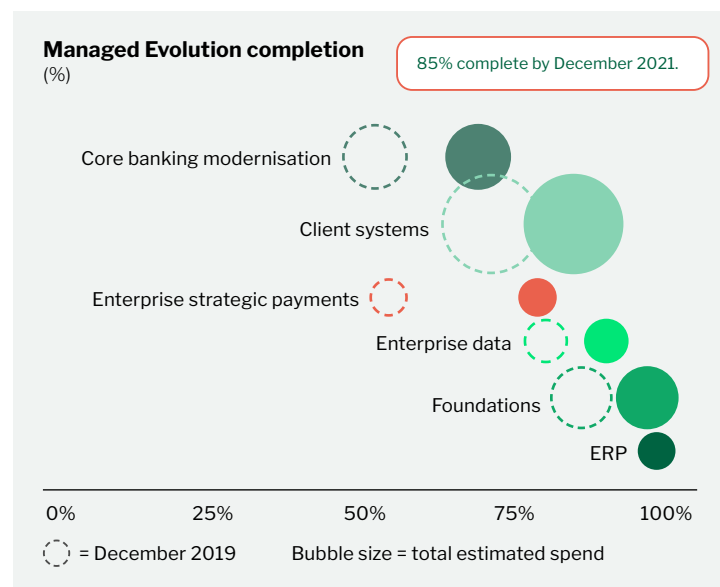 Managed Evolution completion
(%)
85% complete by December 2021.
Core banking modernisation
Client systems
Enterprise strategic payments
Enterprise data
Foundations
ERP
0% 25% 50% 75% 100%
= December 2019 Bubble size = total estimated spend